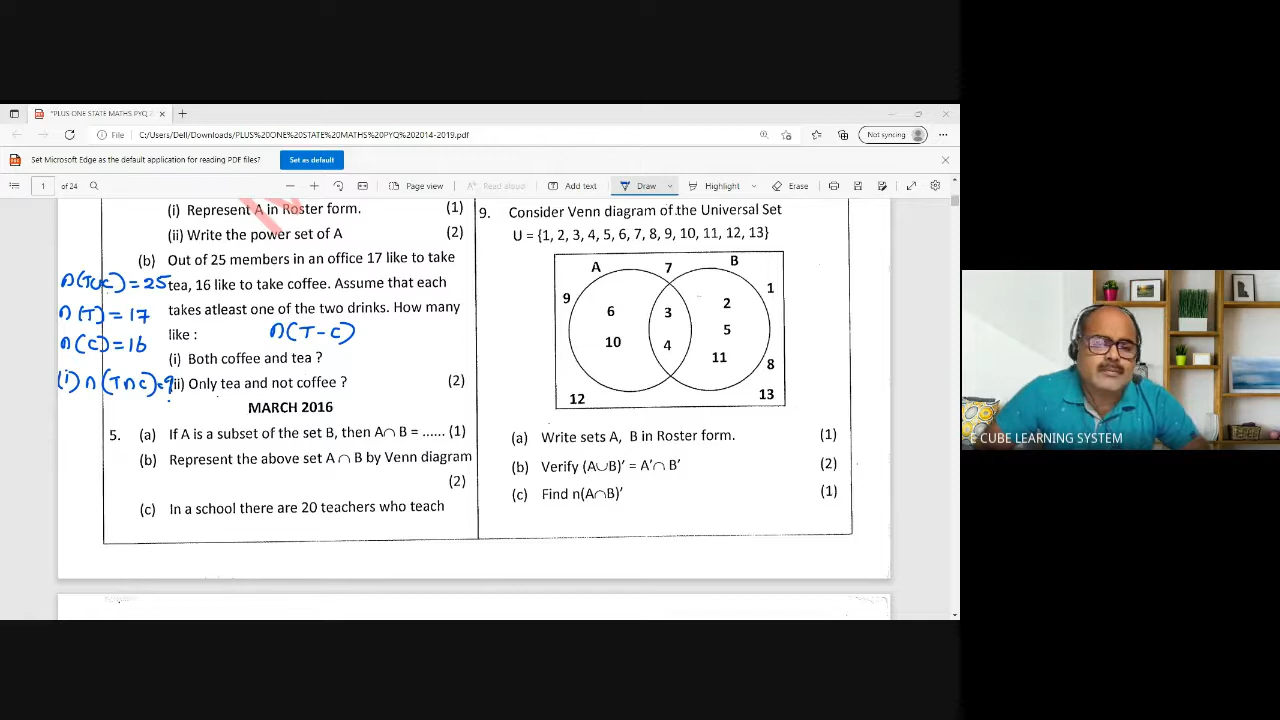 *PLUS ONE STATE MATHS PYQ 2
File
C:/Users/Dell/Downloads/PLUS%20ONE%20STATE%20MATHS%20PYQ%202014-2019.pdf
Not syncing
Set Microsoft Edge as the default application for reading PDF files?
Set as default
1 of 24
Page view
Read aloud
Add text
Draw
Highlight
Erase
(i) Represent A in Roster form. (1)
(ii) Write the power set of A (2)
(b) Out of 25 members in an office 17 like to take
tea, 16 like to take coffee. Assume that each
takes atleast one of the two drinks. How many
like :
(i) Both coffee and tea ?
ii) Only tea and not coffee ? (2)
n(T∪C) = 25
n(T) = 17
n(C) = 16
(i) n(T∩C) = 9
n(T-C)
MARCH 2016
5. (a) If A is a subset of the set B, then A∩B = ...... (1)
(b) Represent the above set A∩B by Venn diagram
(2)
(c) In a school there are 20 teachers who teach
9. Consider Venn diagram of the Universal Set
U = {1, 2, 3, 4, 5, 6, 7, 8, 9, 10, 11, 12, 13}
A 7 B
9 1
6 3 2
10 4 5
11 8
12 13
(a) Write sets A, B in Roster form. (1)
(b) Verify (A∪B)′ = A′∩B′ (2)
(c) Find n(A∩B)′ (1)
E CUBE LEARNING SYSTEM